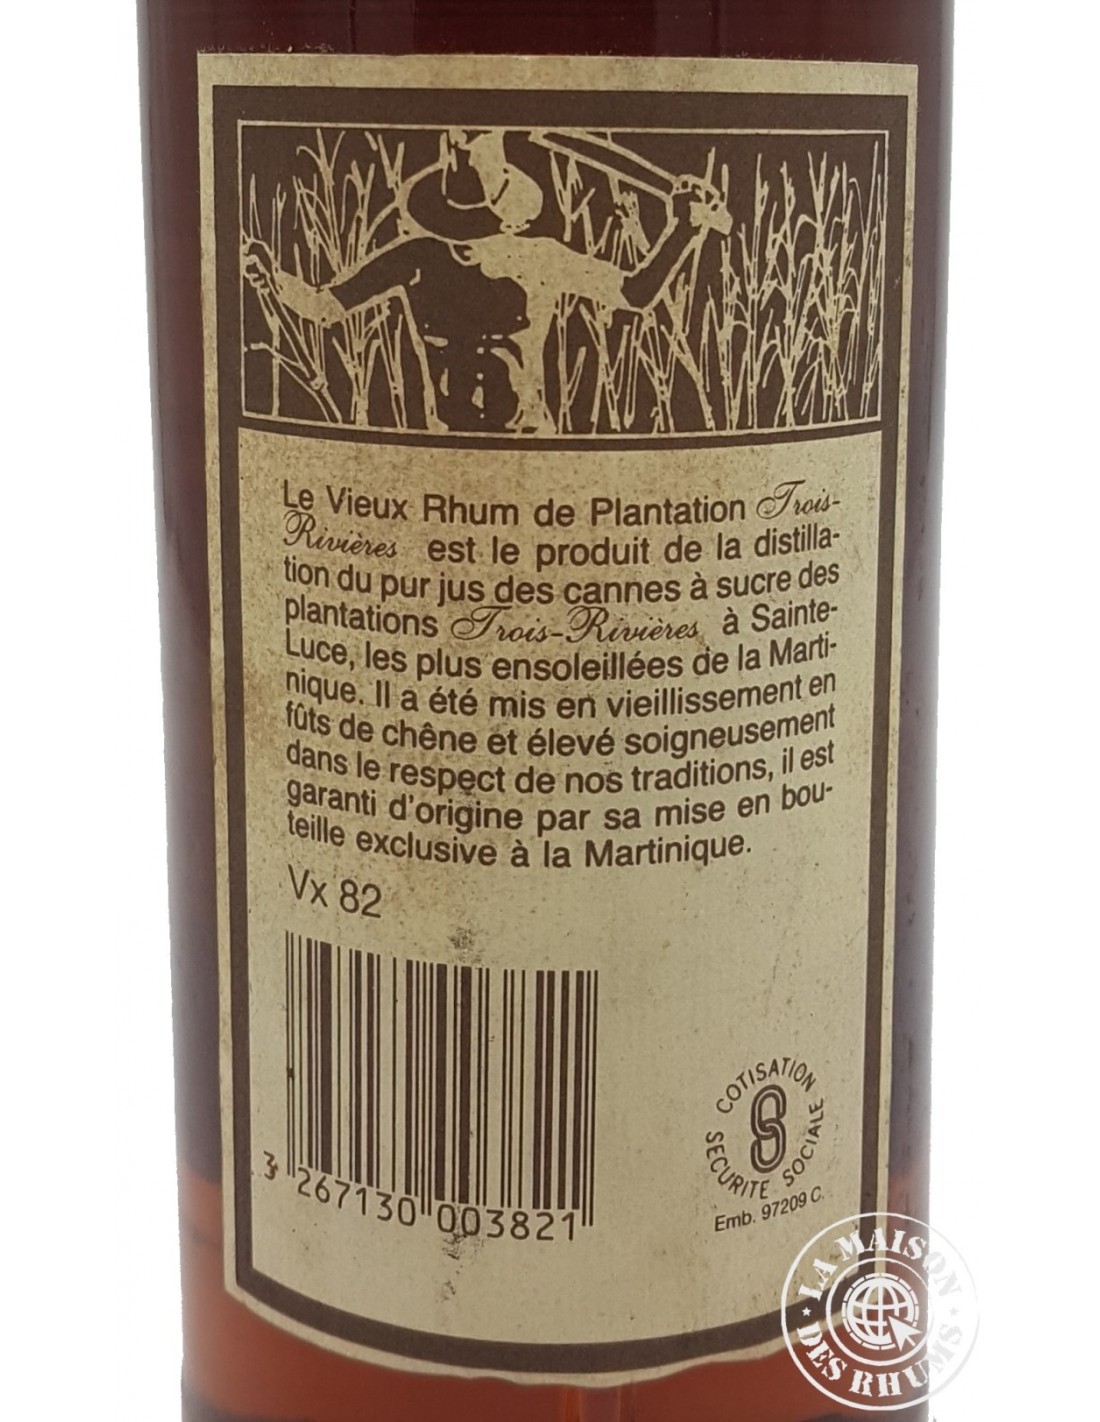 Le Vieux Rhum de Plantation Trois-
Rivières est le produit de la distilla-
tion du pur jus des cannes à sucre des
plantations Trois-Rivières à Sainte-
Luce, les plus ensoleillées de la Marti-
nique. Il a été mis en vieillissement en
fûts de chêne et élevé soigneusement
dans le respect de nos traditions, il est
garanti d'origine par sa mise en bou-
teille exclusive à la Martinique.
Vx 82
3 267130 003821
COTISATION
SECURITE SOCIALE
Emb. 97209 C.
LA MAISON
DES RHUMS